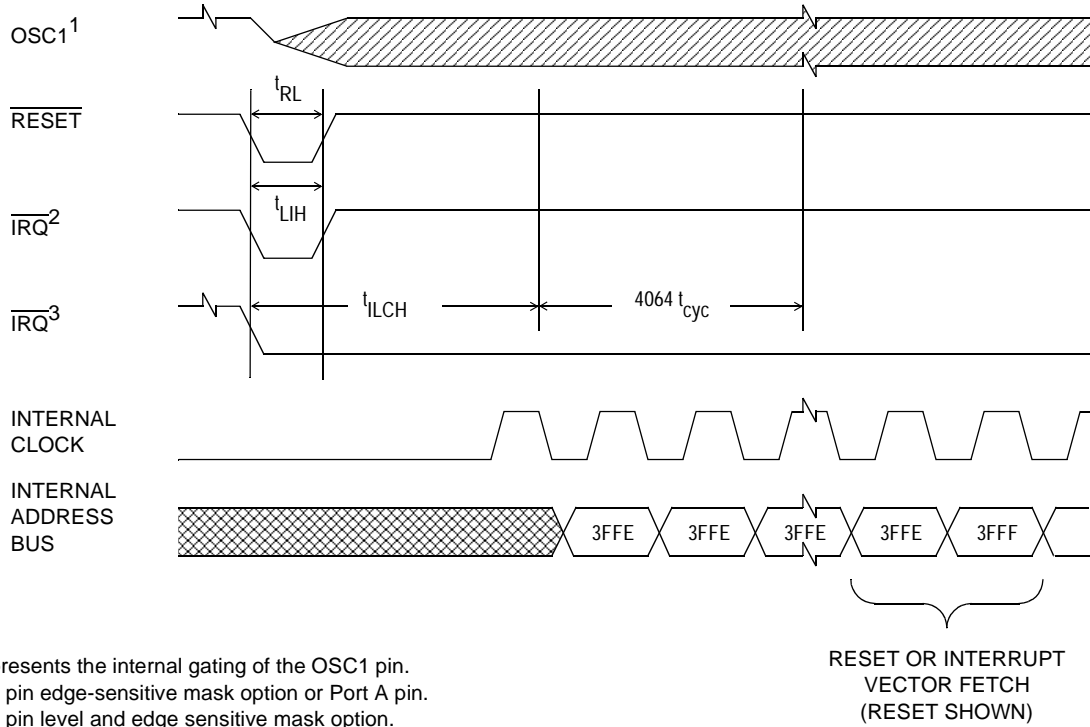 OSC1¹
t_RL
RESET
t_LIH
IRQ²
t_ILCH
4064 t_cyc
IRQ³
INTERNAL
CLOCK
INTERNAL
ADDRESS
BUS
3FFE 3FFE 3FFE 3FFE 3FFF
RESET OR INTERRUPT
VECTOR FETCH
(RESET SHOWN)
resents the internal gating of the OSC1 pin.
pin edge-sensitive mask option or Port A pin.
pin level and edge sensitive mask option.